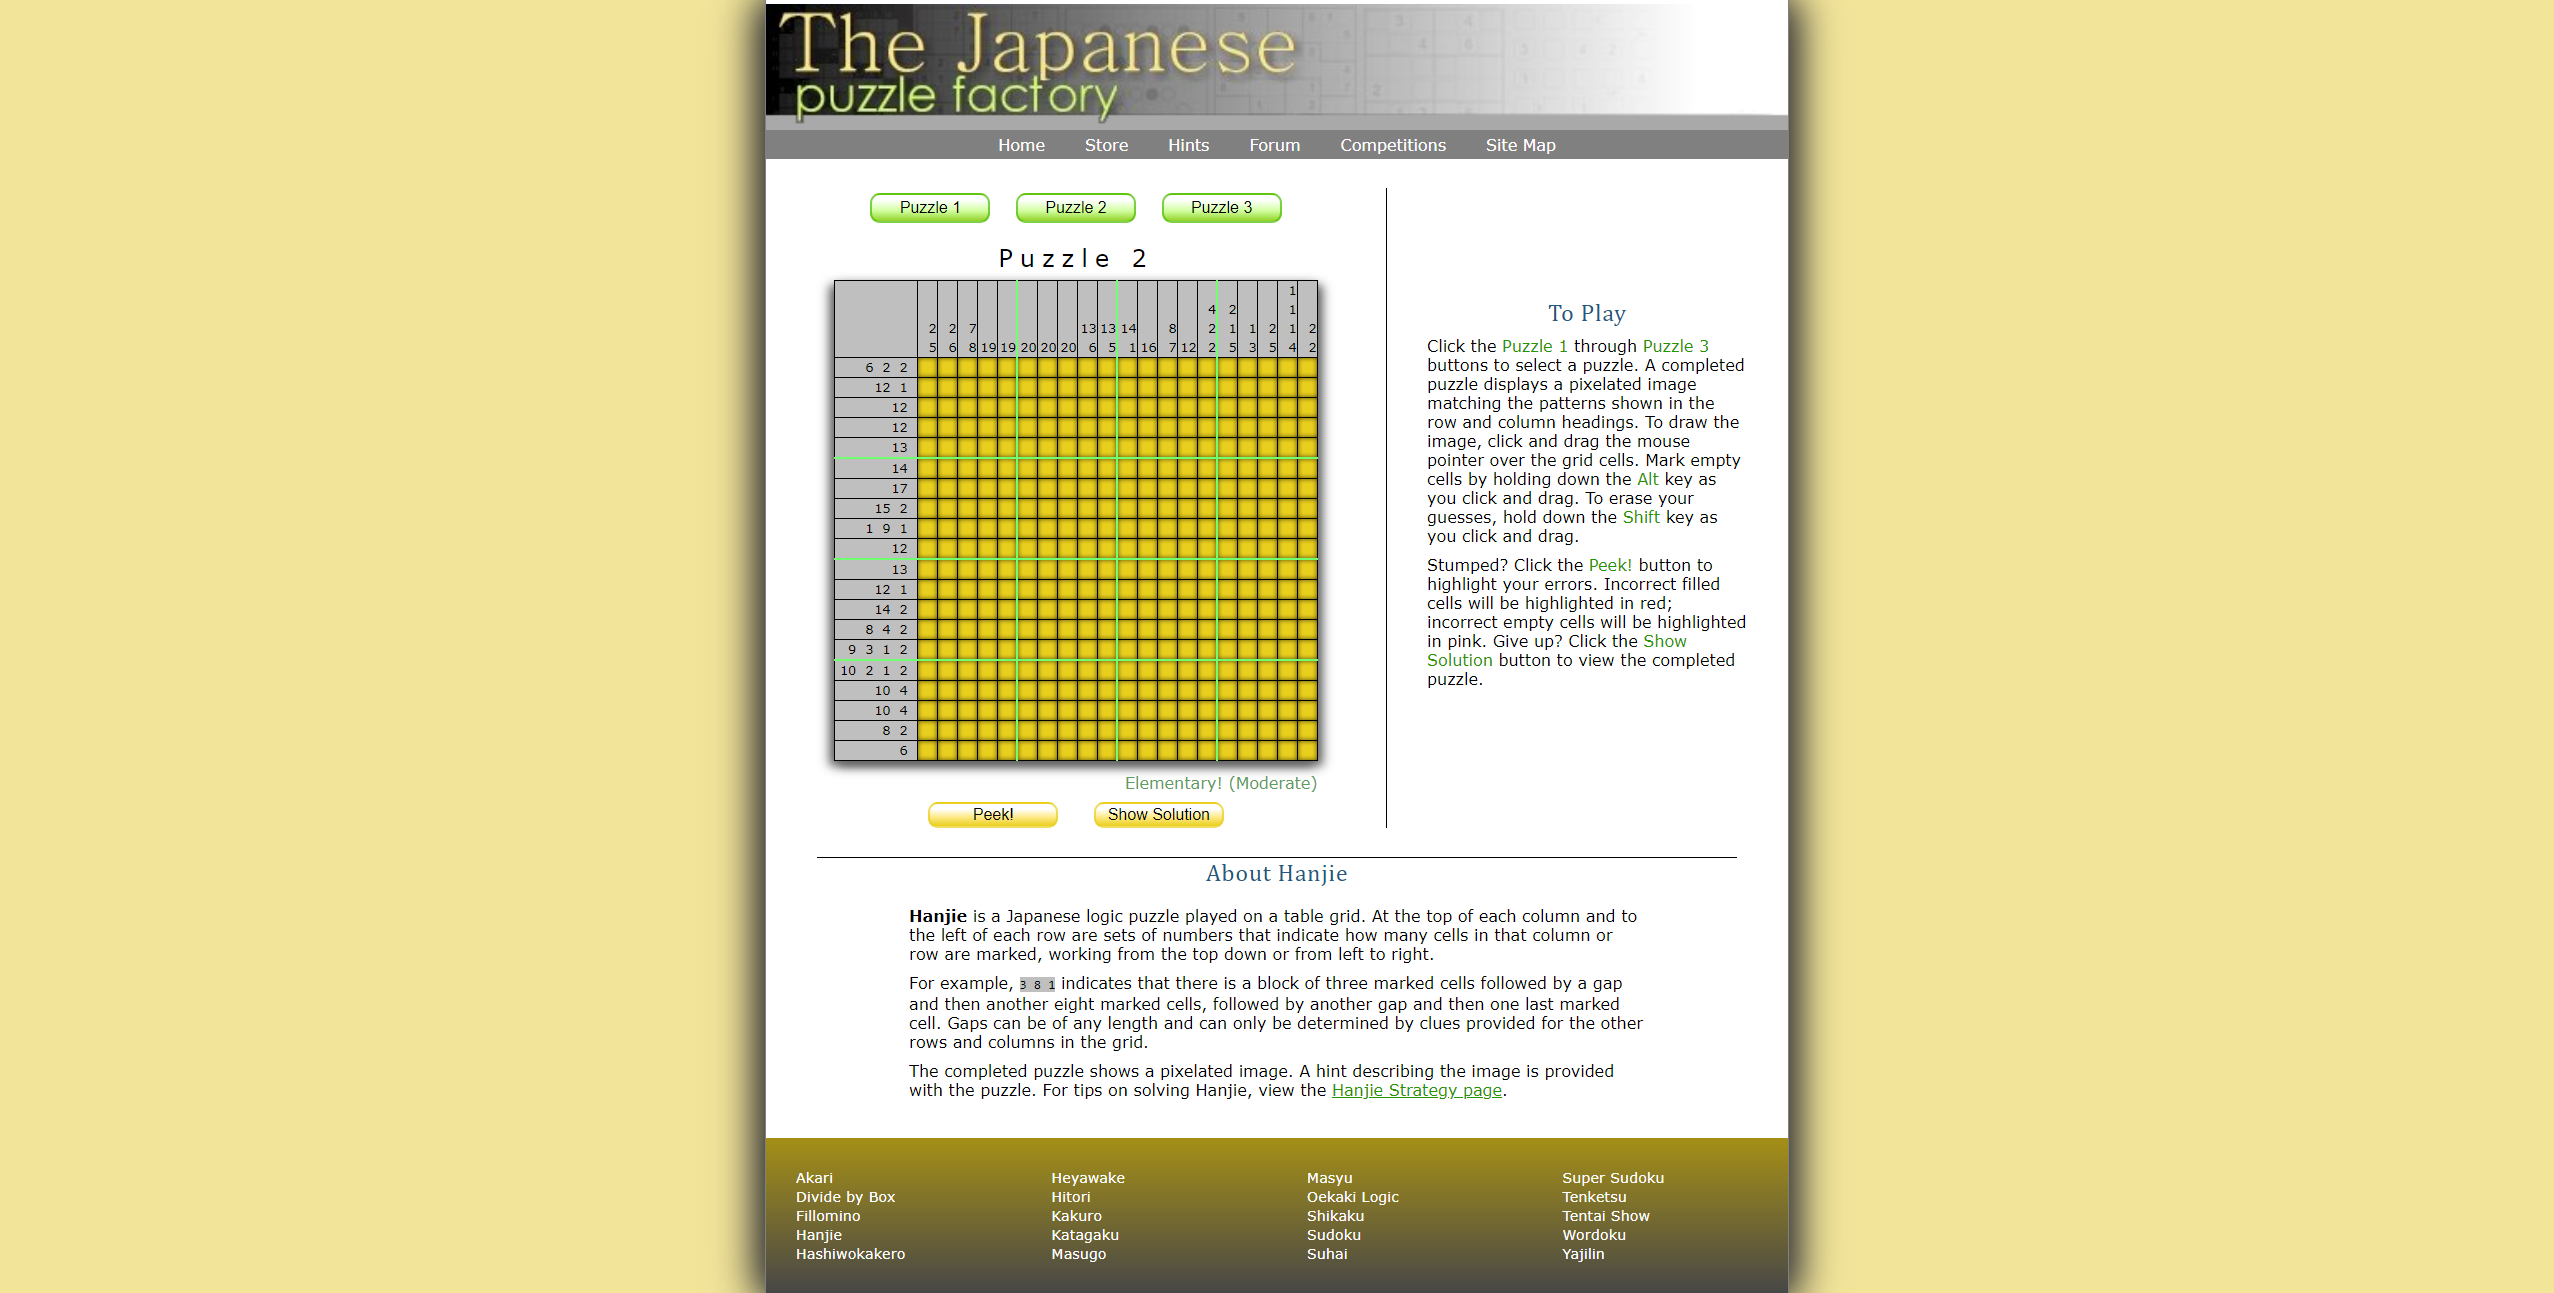 The Japanese
puzzle factory
Home Store Hints Forum Competitions Site Map
Puzzle 1 Puzzle 2 Puzzle 3
Puzzle 2
1
4 2 1
2 2 7 13 13 14 8 2 1 1 2 1 2
5 6 8 19 19 20 20 20 6 5 1 16 7 12 2 5 3 5 4 2
6 2 2
12 1
12
12
13
14
17
15 2
1 9 1
12
13
12 1
14 2
8 4 2
9 3 1 2
10 2 1 2
10 4
10 4
8 2
6
Elementary! (Moderate)
Peek! Show Solution
To Play
Click the Puzzle 1 through Puzzle 3
buttons to select a puzzle. A completed
puzzle displays a pixelated image
matching the patterns shown in the
row and column headings. To draw the
image, click and drag the mouse
pointer over the grid cells. Mark empty
cells by holding down the Alt key as
you click and drag. To erase your
guesses, hold down the Shift key as
you click and drag.
Stumped? Click the Peek! button to
highlight your errors. Incorrect filled
cells will be highlighted in red;
incorrect empty cells will be highlighted
in pink. Give up? Click the Show
Solution button to view the completed
puzzle.
About Hanjie
Hanjie is a Japanese logic puzzle played on a table grid. At the top of each column and to
the left of each row are sets of numbers that indicate how many cells in that column or
row are marked, working from the top down or from left to right.
For example, 3 8 1 indicates that there is a block of three marked cells followed by a gap
and then another eight marked cells, followed by another gap and then one last marked
cell. Gaps can be of any length and can only be determined by clues provided for the other
rows and columns in the grid.
The completed puzzle shows a pixelated image. A hint describing the image is provided
with the puzzle. For tips on solving Hanjie, view the Hanjie Strategy page.
Akari
Divide by Box
Fillomino
Hanjie
Hashiwokakero
Heyawake
Hitori
Kakuro
Katagaku
Masugo
Masyu
Oekaki Logic
Shikaku
Sudoku
Suhai
Super Sudoku
Tenketsu
Tentai Show
Wordoku
Yajilin